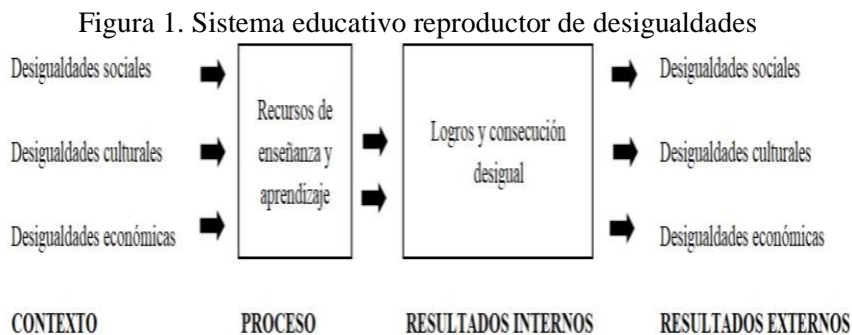 Figura 1. Sistema educativo reproductor de desigualdades
Desigualdades sociales
Desigualdades culturales
Desigualdades económicas
Recursos de
enseñanza y
aprendizaje
Logros y consecución
desigual
Desigualdades sociales
Desigualdades culturales
Desigualdades económicas
CONTEXTO
PROCESO
RESULTADOS INTERNOS
RESULTADOS EXTERNOS